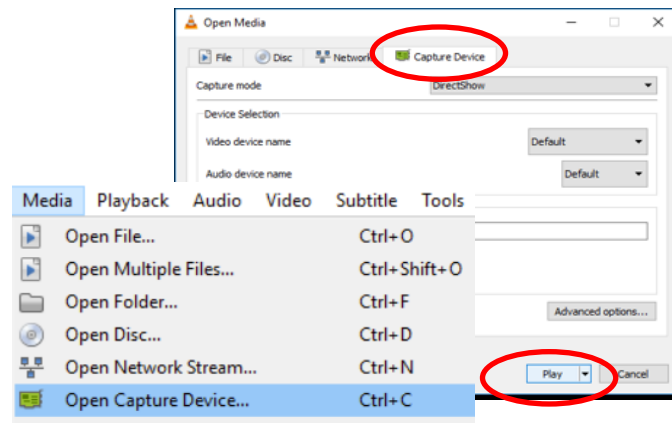 Open Media
File Disc Network Capture Device
Capture mode DirectShow
Device Selection
Video device name Default
Audio device name Default
Advanced options...
Play Cancel
Media Playback Audio Video Subtitle Tools
Open File... Ctrl+O
Open Multiple Files... Ctrl+Shift+O
Open Folder... Ctrl+F
Open Disc... Ctrl+D
Open Network Stream... Ctrl+N
Open Capture Device... Ctrl+C